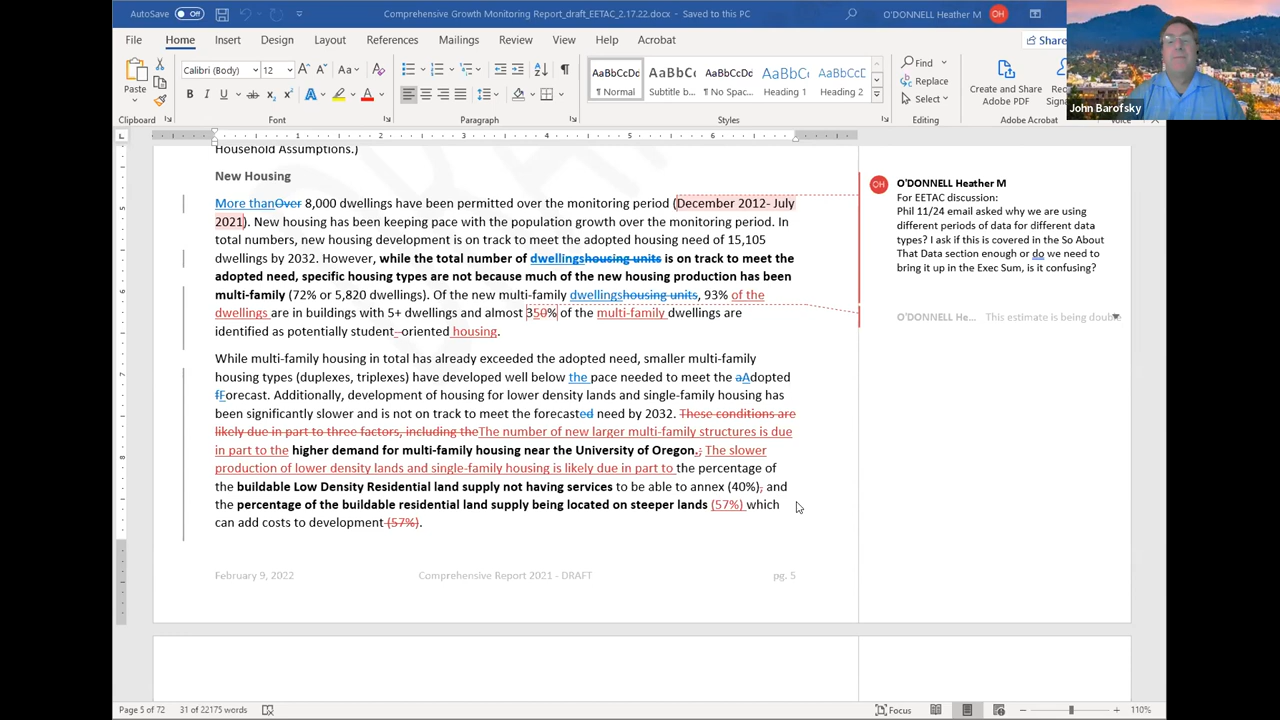 AutoSave Off Comprehensive Growth Monitoring Report_draft_EETAC_2.17.22.docx - Saved to this PC O'DONNELL Heather M OH
File Home Insert Design Layout References Mailings Review View Help Acrobat Share
John Barofsky
Paste
Calibri (Body) 12
Clipboard Font Paragraph Styles Editing Adobe Acrobat Voice
AaBbCcDd AaBbCcDd AaBbCcDd AaBbCcD AaBbCcD
¶ Normal Subtitle b... ¶ No Spac... Heading 1 Heading 2
Find
Replace
Select
Create and Share
Adobe PDF
Household Assumptions.)
New Housing
More thanOver 8,000 dwellings have been permitted over the monitoring period (December 2012- July
2021). New housing has been keeping pace with the population growth over the monitoring period. In
total numbers, new housing development is on track to meet the adopted housing need of 15,105
dwellings by 2032. However, while the total number of dwellingshousing units is on track to meet the
adopted need, specific housing types are not because much of the new housing production has been
multi-family (72% or 5,820 dwellings). Of the new multi-family dwellingshousing units, 93% of the
dwellings are in buildings with 5+ dwellings and almost 350% of the multi-family dwellings are
identified as potentially student -oriented housing.
While multi-family housing in total has already exceeded the adopted need, smaller multi-family
housing types (duplexes, triplexes) have developed well below the pace needed to meet the aAdopted
fForecast. Additionally, development of housing for lower density lands and single-family housing has
been significantly slower and is not on track to meet the forecasted need by 2032. These conditions are
likely due in part to three factors, including theThe number of new larger multi-family structures is due
in part to the higher demand for multi-family housing near the University of Oregon.; The slower
production of lower density lands and single-family housing is likely due in part to the percentage of
the buildable Low Density Residential land supply not having services to be able to annex (40%), and
the percentage of the buildable residential land supply being located on steeper lands (57%) which
can add costs to development (57%).
February 9, 2022 Comprehensive Report 2021 - DRAFT pg. 5
OH O'DONNELL Heather M
For EETAC discussion:
Phil 11/24 email asked why we are using
different periods of data for different data
types? I ask if this is covered in the So About
That Data section enough or do we need to
bring it up in the Exec Sum, is it confusing?
O'DONNELL He... This estimate is being double
Page 5 of 72 31 of 22175 words Focus 110%